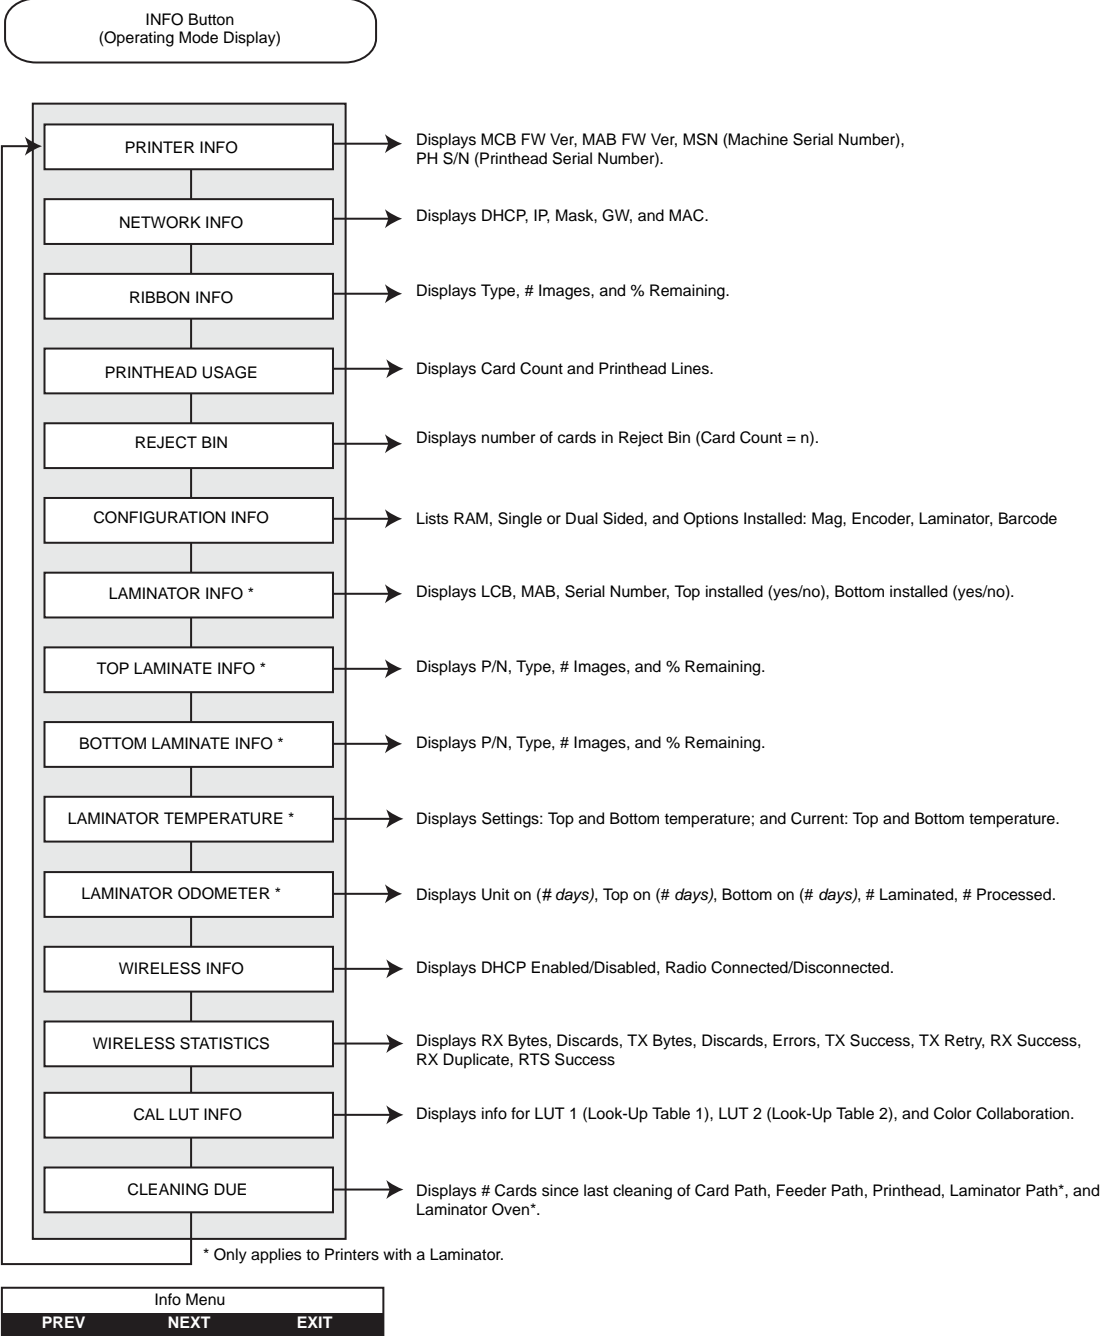 INFO Button
(Operating Mode Display)
PRINTER INFO
Displays MCB FW Ver, MAB FW Ver, MSN (Machine Serial Number),
PH S/N (Printhead Serial Number).
NETWORK INFO
Displays DHCP, IP, Mask, GW, and MAC.
RIBBON INFO
Displays Type, # Images, and % Remaining.
PRINTHEAD USAGE
Displays Card Count and Printhead Lines.
REJECT BIN
Displays number of cards in Reject Bin (Card Count = n).
CONFIGURATION INFO
Lists RAM, Single or Dual Sided, and Options Installed: Mag, Encoder, Laminator, Barcode
LAMINATOR INFO *
Displays LCB, MAB, Serial Number, Top installed (yes/no), Bottom installed (yes/no).
TOP LAMINATE INFO *
Displays P/N, Type, # Images, and % Remaining.
BOTTOM LAMINATE INFO *
Displays P/N, Type, # Images, and % Remaining.
LAMINATOR TEMPERATURE *
Displays Settings: Top and Bottom temperature; and Current: Top and Bottom temperature.
LAMINATOR ODOMETER *
Displays Unit on (# days), Top on (# days), Bottom on (# days), # Laminated, # Processed.
WIRELESS INFO
Displays DHCP Enabled/Disabled, Radio Connected/Disconnected.
WIRELESS STATISTICS
Displays RX Bytes, Discards, TX Bytes, Discards, Errors, TX Success, TX Retry, RX Success,
RX Duplicate, RTS Success
CAL LUT INFO
Displays info for LUT 1 (Look-Up Table 1), LUT 2 (Look-Up Table 2), and Color Collaboration.
CLEANING DUE
Displays # Cards since last cleaning of Card Path, Feeder Path, Printhead, Laminator Path*, and
Laminator Oven*.
* Only applies to Printers with a Laminator.
Info Menu
PREV NEXT EXIT